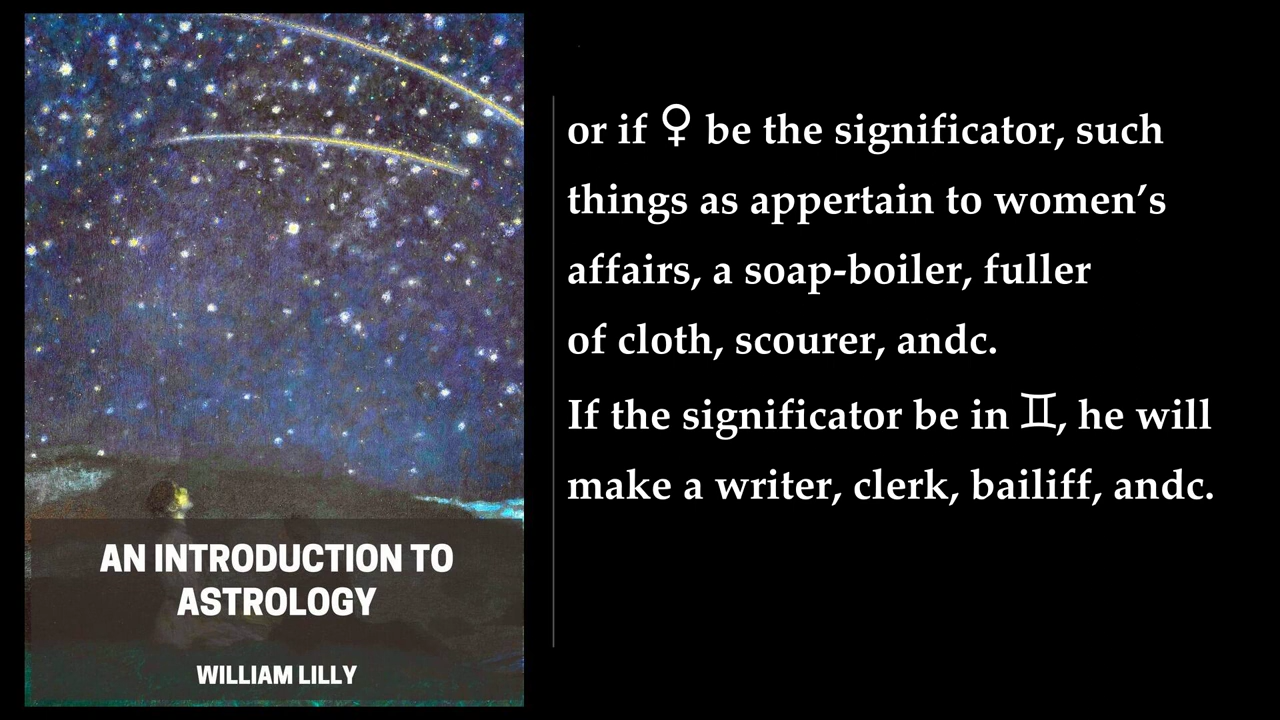 AN INTRODUCTION TO
ASTROLOGY
WILLIAM LILLY
or if ♀ be the significator, such
things as appertain to women’s
affairs, a soap-boiler, fuller
of cloth, scourer, andc.
If the significator be in ♊, he will
make a writer, clerk, bailiff, andc.